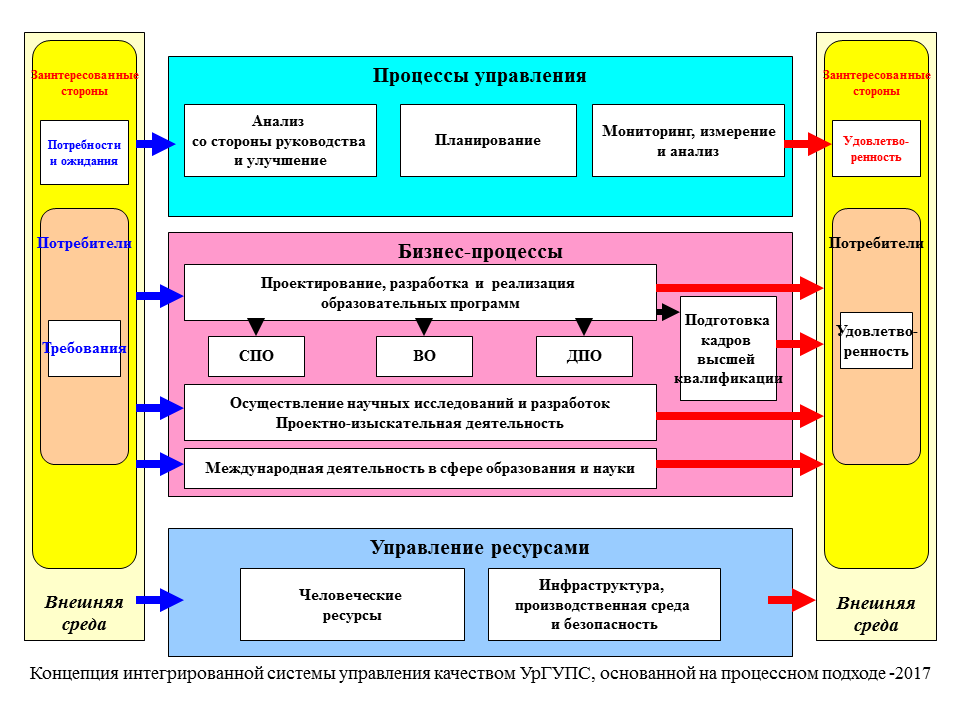 Заинтересованные
стороны
Потребности
и ожидания
Потребители
Требования
Внешняя
среда
Процессы управления
Анализ
со стороны руководства
и улучшение
Планирование
Мониторинг, измерение
и анализ
Бизнес-процессы
Проектирование, разработка и реализация
образовательных программ
СПО
ВО
ДПО
Подготовка
кадров
высшей
квалификации
Осуществление научных исследований и разработок
Проектно-изыскательная деятельность
Международная деятельность в сфере образования и науки
Управление ресурсами
Человеческие
ресурсы
Инфраструктура,
производственная среда
и безопасность
Заинтересованные
стороны
Удовлетво-
ренность
Потребители
Удовлетво-
ренность
Внешняя
среда
Концепция интегрированной системы управления качеством УрГУПС, основанной на процессном подходе -2017